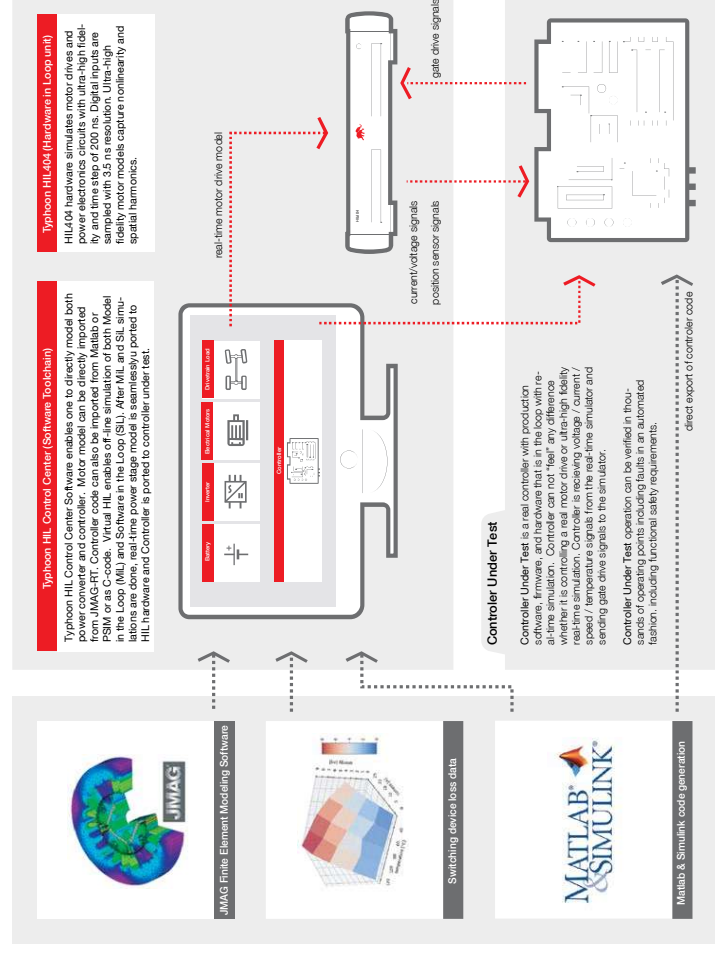 JMAG
JMAG Finite Element Modeling Software
Switching device loss data
MATLAB®
&SIMULINK®
Matlab & Simulink code generation
Typhoon HIL Control Center (Software Toolchain)
Typhoon HIL Control Center Software enables one to directly model both
power converter and controller. Motor model can be directly imported
from JMAG-RT. Controller code can also be imported from Matlab or
PSIM or as C-code. Virtual HIL enables off-line simulation of both Model
in the Loop (MiL) and Software in the Loop (SiL). After MiL and SiL simu-
lations are done, real-time power stage model is seamlesslyu ported to
HIL hardware and Controller is ported to controller under test.
Battery
Inverter
Electrical Motors
Drivetrain Load
Controller
Typhoon HIL404 (Hardware in Loop unit)
HIL404 hardware simulates motor drives and
power electronics circuits with ultra-high fidel-
ity and time step of 200 ns. Digital inputs are
sampled with 3.5 ns resolution. Ultra-high
fidelity motor models capture nonlinearity and
spatial harmonics.
real-time motor drive model
current/voltage signals
position sensor signals
gate drive signals
Controler Under Test
Controller Under Test is a real controller with production
software, firmware, and hardware that is in the loop with re-
al-time simulation. Controller can not "feel" any difference
whether it is controlling a real motor drive or ultra-high fidelity
real-time simulation. Controller is recieving voltage / current /
speed / temperature signals from the real-time simulator and
sending gate drive signals to the simulator.
Controller Under Test operation can be verified in thou-
sands of operating points including faults in an automated
fashion. including functional safety requirements.
direct export of controler code